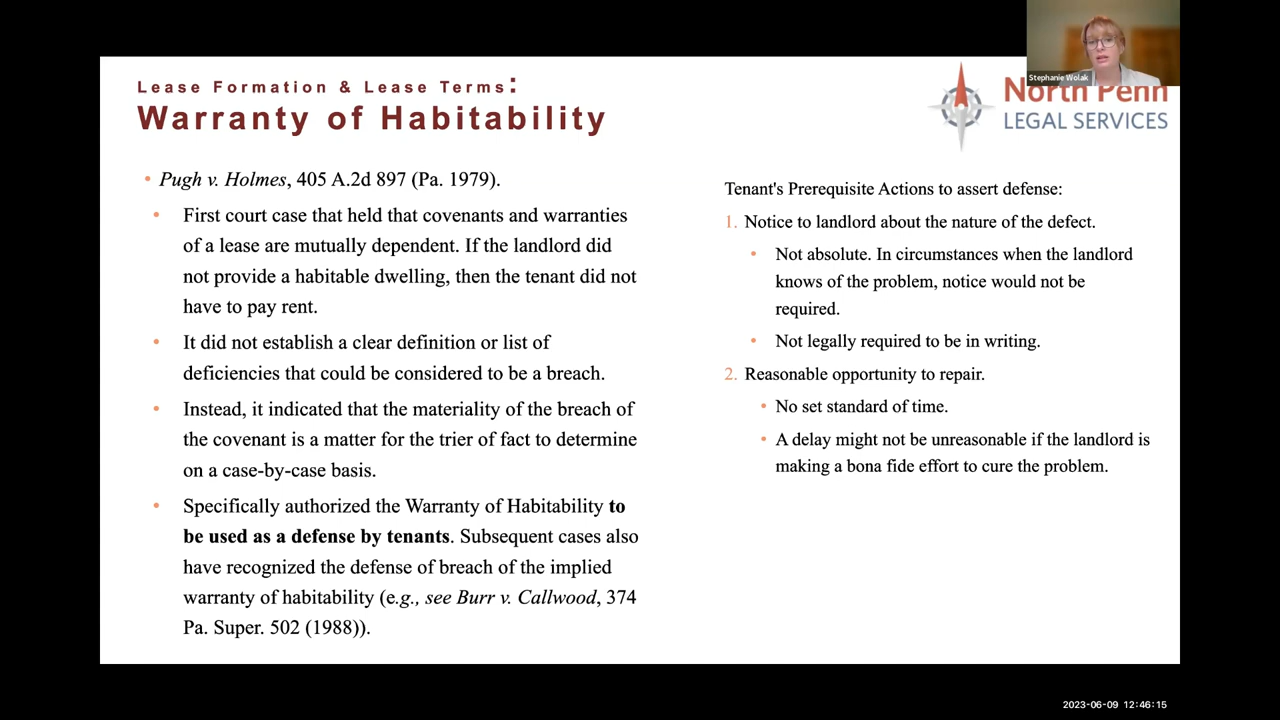 Lease Formation & Lease Terms:
Warranty of Habitability
Stephanie Wolak
North Penn
LEGAL SERVICES
• Pugh v. Holmes, 405 A.2d 897 (Pa. 1979).
• First court case that held that covenants and warranties
of a lease are mutually dependent. If the landlord did
not provide a habitable dwelling, then the tenant did not
have to pay rent.
• It did not establish a clear definition or list of
deficiencies that could be considered to be a breach.
• Instead, it indicated that the materiality of the breach of
the covenant is a matter for the trier of fact to determine
on a case-by-case basis.
• Specifically authorized the Warranty of Habitability to
be used as a defense by tenants. Subsequent cases also
have recognized the defense of breach of the implied
warranty of habitability (e.g., see Burr v. Callwood, 374
Pa. Super. 502 (1988)).
Tenant's Prerequisite Actions to assert defense:
1. Notice to landlord about the nature of the defect.
• Not absolute. In circumstances when the landlord
knows of the problem, notice would not be
required.
• Not legally required to be in writing.
2. Reasonable opportunity to repair.
• No set standard of time.
• A delay might not be unreasonable if the landlord is
making a bona fide effort to cure the problem.
2023-06-09 12:46:15